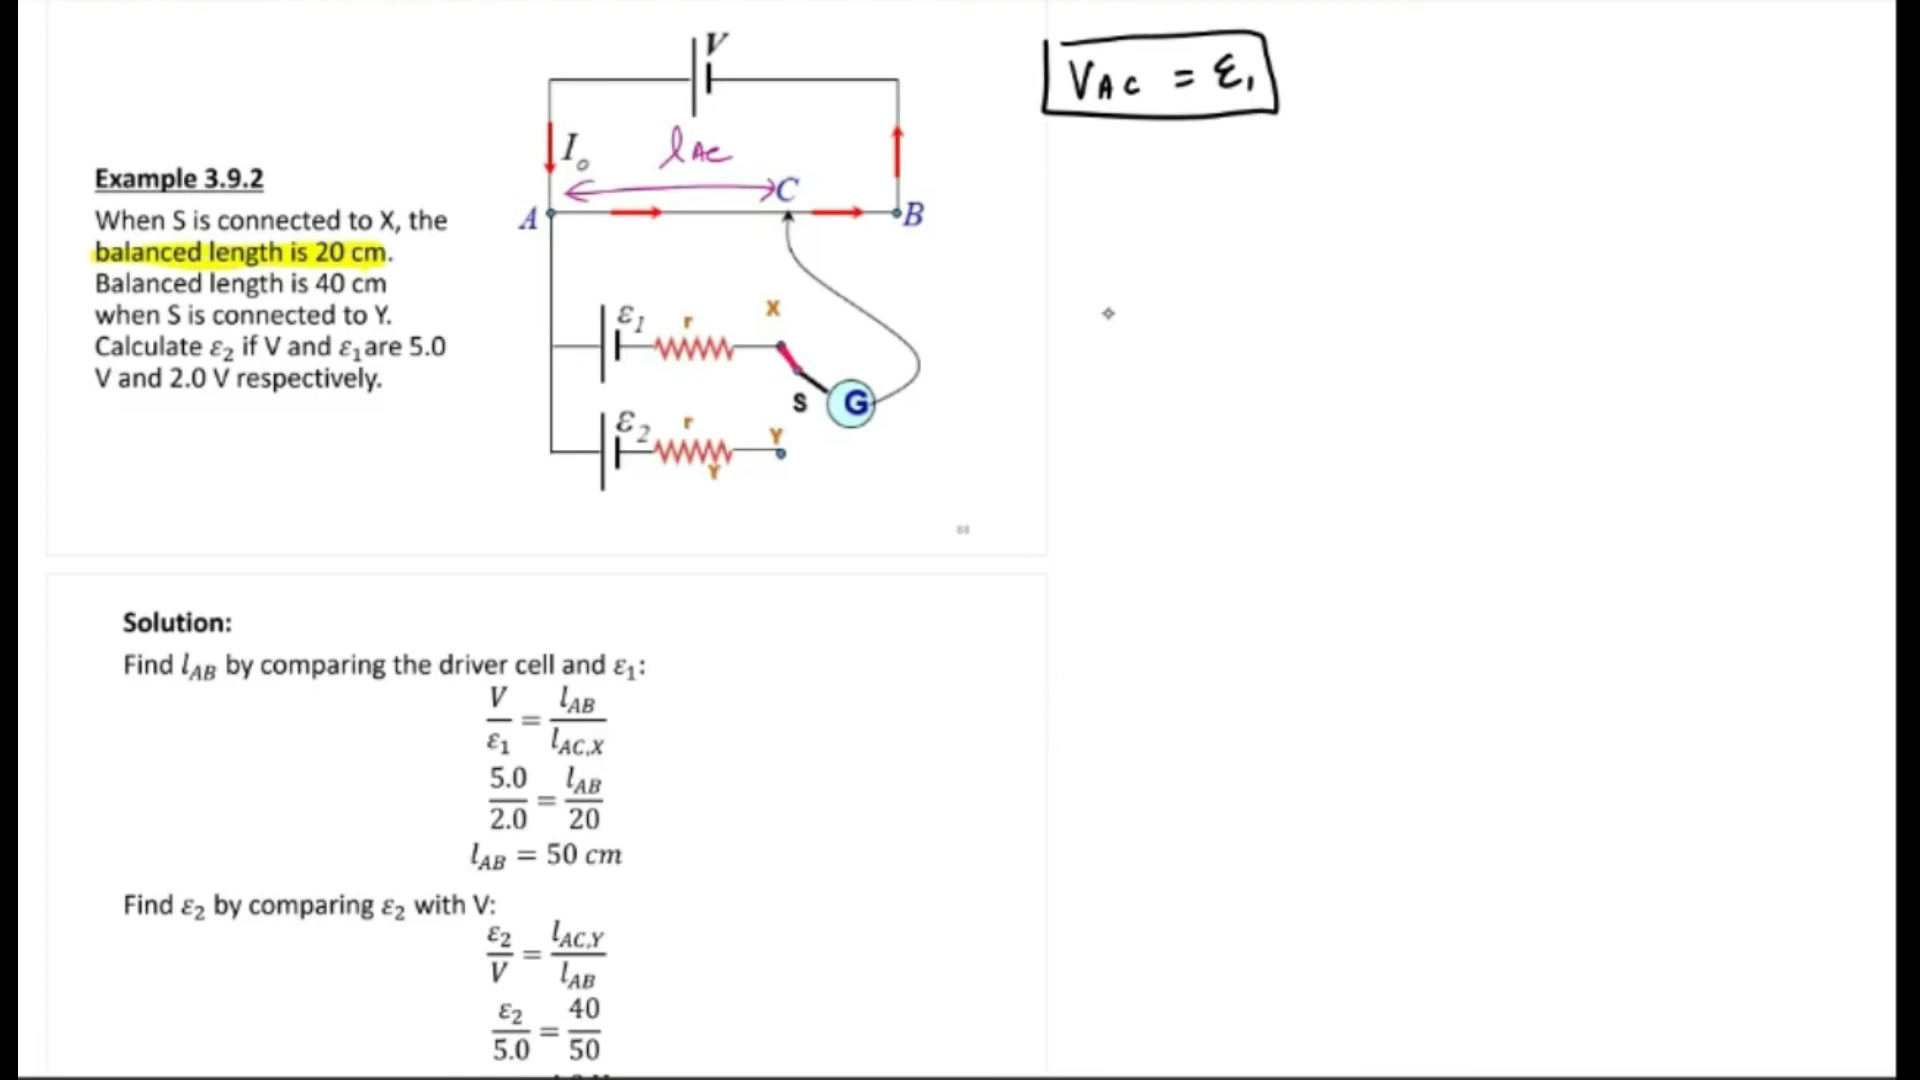 V
V_AC = ε₁
I₀
l_AC
Example 3.9.2
When S is connected to X, the
balanced length is 20 cm.
Balanced length is 40 cm
when S is connected to Y.
Calculate ε₂ if V and ε₁are 5.0
V and 2.0 V respectively.
A
C
B
ε₁ r X
S G
ε₂ r Y
Y
Solution:
Find l_AB by comparing the driver cell and ε₁:
V/ε₁ = l_AB/l_AC,X
5.0/2.0 = l_AB/20
l_AB = 50 cm
Find ε₂ by comparing ε₂ with V:
ε₂/V = l_AC,Y/l_AB
ε₂/5.0 = 40/50